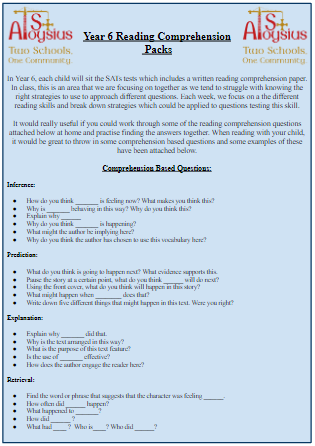 St Aloysius
Two Schools.
One Community.
Year 6 Reading Comprehension
Packs
St Aloysius
Two Schools.
One Community.
In Year 6, each child will sit the SATs tests which includes a written reading comprehension paper.
In class, this is an area that we are focusing on together as we tend to struggle with knowing the
right strategies to use to approach different questions. Each week, we focus on a the different
reading skills and break down strategies which could be applied to questions testing this skill.
It would really useful if you could work through some of the reading comprehension questions
attached below at home and practise finding the answers together. When reading with your child,
it would be great to throw in some comprehension based questions and some examples of these
have been attached below.
Comprehension Based Questions:
Inference:
• How do you think ______ is feeling now? What makes you think this?
• Why is ______ behaving in this way? Why do you think this?
• Explain why ______
• Why do you think ______ is happening?
• What might the author be implying here?
• Why do you think the author has chosen to use this vocabulary here?
Prediction:
• What do you think is going to happen next? What evidence supports this.
• Pause the story at a certain point, what do you think ______ will do next?
• Using the front cover, what do you think will happen in this story?
• What might happen when ______ does that?
• Write down five different things that might happen in this text. Were you right?
Explanation:
• Explain why ______ did that.
• Why is the text arranged in this way?
• What is the purpose of this text feature?
• Is the use of ______ effective?
• How does the author engage the reader here?
Retrieval:
• Find the word or phrase that suggests that the character was feeling ______.
• How often did ______ happen?
• What happened to ______?
• How did ______?
• What had ____ ? Who is ____? Who did ______?